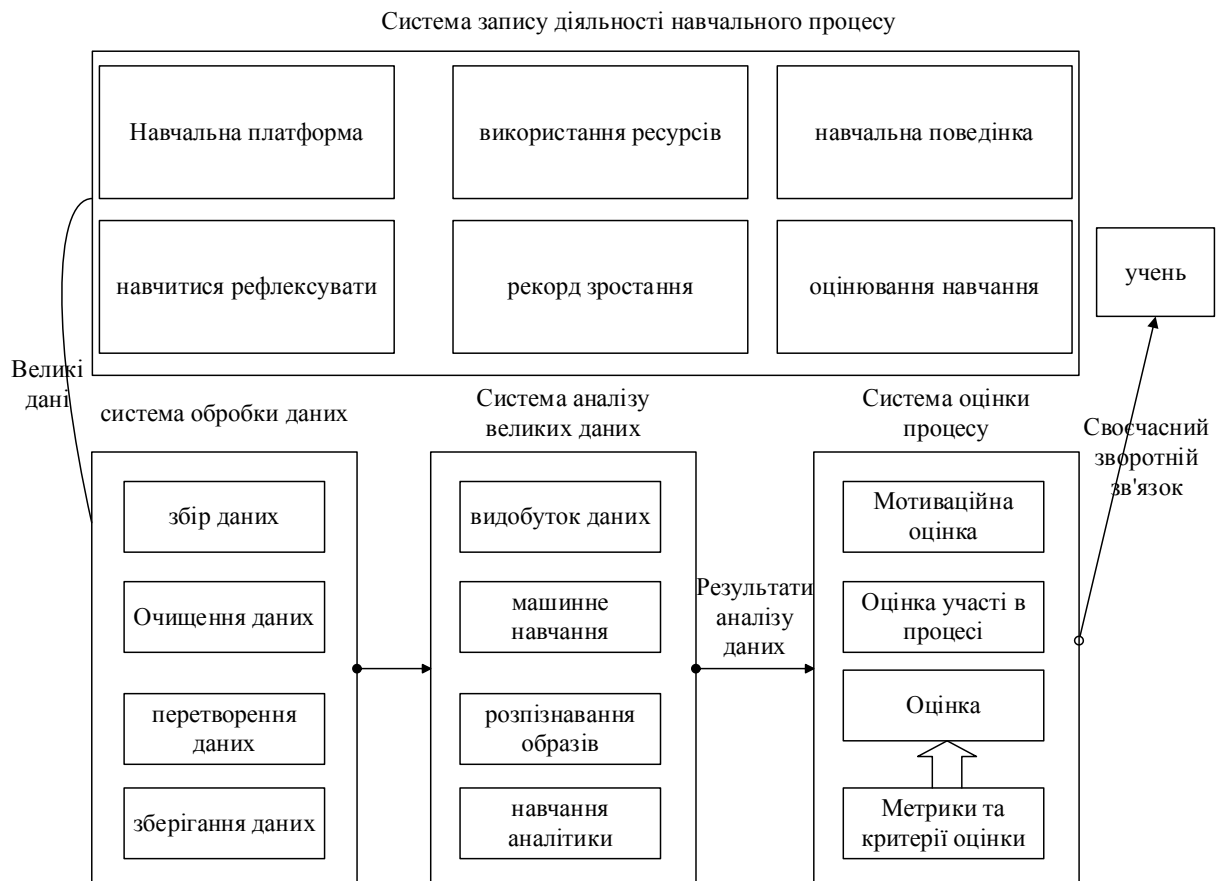 Система запису діяльності навчального процесу
Навчальна платформа
використання ресурсів
навчальна поведінка
навчитися рефлексувати
рекорд зростання
оцінювання навчання
учень
Великі
дані
система обробки даних
Система аналізу
великих даних
Система оцінки
процесу
Своєчасний
зворотній
зв'язок
збір даних
Очищення даних
перетворення
даних
зберігання даних
видобуток даних
машинне
навчання
розпізнавання
образів
навчання
аналітики
Результати
аналізу
даних
Мотиваційна
оцінка
Оцінка участі в
процесі
Оцінка
Метрики та
критерії оцінки